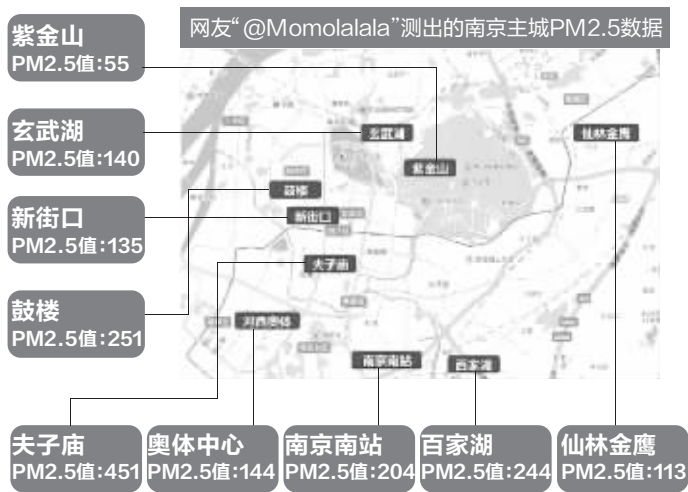 网友“@Momolalala”测出的南京主城PM2.5数据
紫金山
PM2.5值:55
玄武湖
PM2.5值:140
新街口
PM2.5值:135
鼓楼
PM2.5值:251
玄武湖
仙林金鹰
紫金山
鼓楼
新街口
夫子庙
河西奥体
南京南站
百家湖
夫子庙
PM2.5值:451
奥体中心
PM2.5值:144
南京南站
PM2.5值:204
百家湖
PM2.5值:244
仙林金鹰
PM2.5值:113